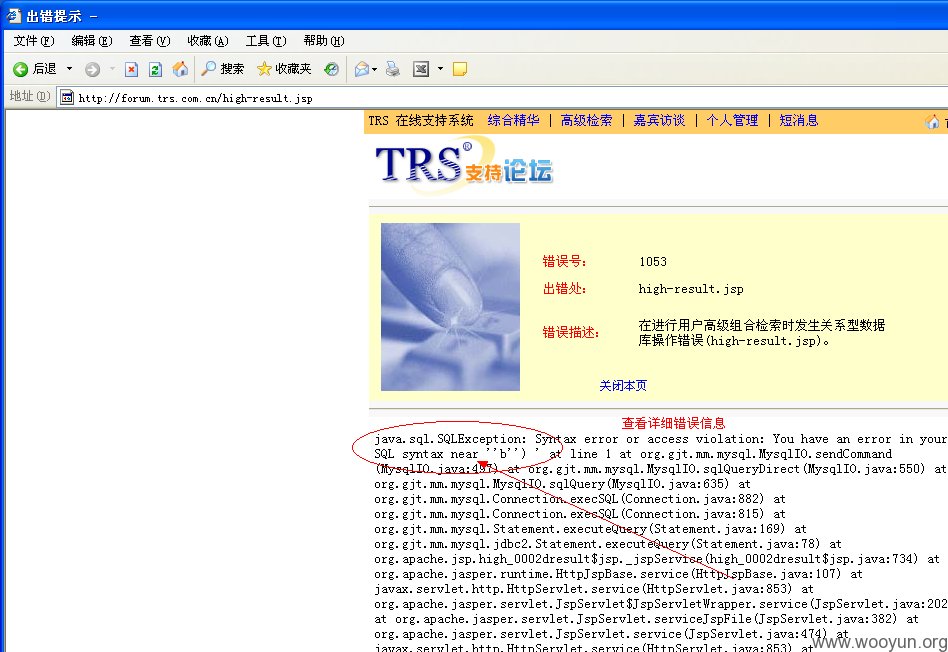 出错提示 -
文件(F) 编辑(E) 查看(V) 收藏(A) 工具(T) 帮助(H)
后退 搜索 收藏夹
地址(D) http://forum.trs.com.cn/high-result.jsp
TRS 在线支持系统 综合精华 | 高级检索 | 嘉宾访谈 | 个人管理 | 短消息
TRS®支持论坛
错误号: 1053
出错处: high-result.jsp
错误描述: 在进行用户高级组合检索时发生关系型数据
库操作错误(high-result.jsp)。
关闭本页
查看详细错误信息
java.sql.SQLException: Syntax error or access violation: You have an error in your
SQL syntax near ''b'') ' at line 1 at org.gjt.mm.mysql.MysqlIO.sendCommand
(MysqlIO.java:497) at org.gjt.mm.mysql.MysqlIO.sqlQueryDirect(MysqlIO.java:550) at
org.gjt.mm.mysql.MysqlIO.sqlQuery(MysqlIO.java:635) at
org.gjt.mm.mysql.Connection.execSQL(Connection.java:882) at
org.gjt.mm.mysql.Connection.execSQL(Connection.java:815) at
org.gjt.mm.mysql.Statement.executeQuery(Statement.java:169) at
org.gjt.mm.mysql.jdbc2.Statement.executeQuery(Statement.java:78) at
org.apache.jsp.high_0002dresult$jsp._jspService(high_0002dresult$jsp.java:734) at
org.apache.jasper.runtime.HttpJspBase.service(HttpJspBase.java:107) at
javax.servlet.http.HttpServlet.service(HttpServlet.java:853) at
org.apache.jasper.servlet.JspServlet$JspServletWrapper.service(JspServlet.java:202
at org.apache.jasper.servlet.JspServlet.serviceJspFile(JspServlet.java:382) at
org.apache.jasper.servlet.JspServlet.service(JspServlet.java:474) at
javax.servlet.http.HttpServlet.service(HttpServlet.java:853) at
www.wooyun.org